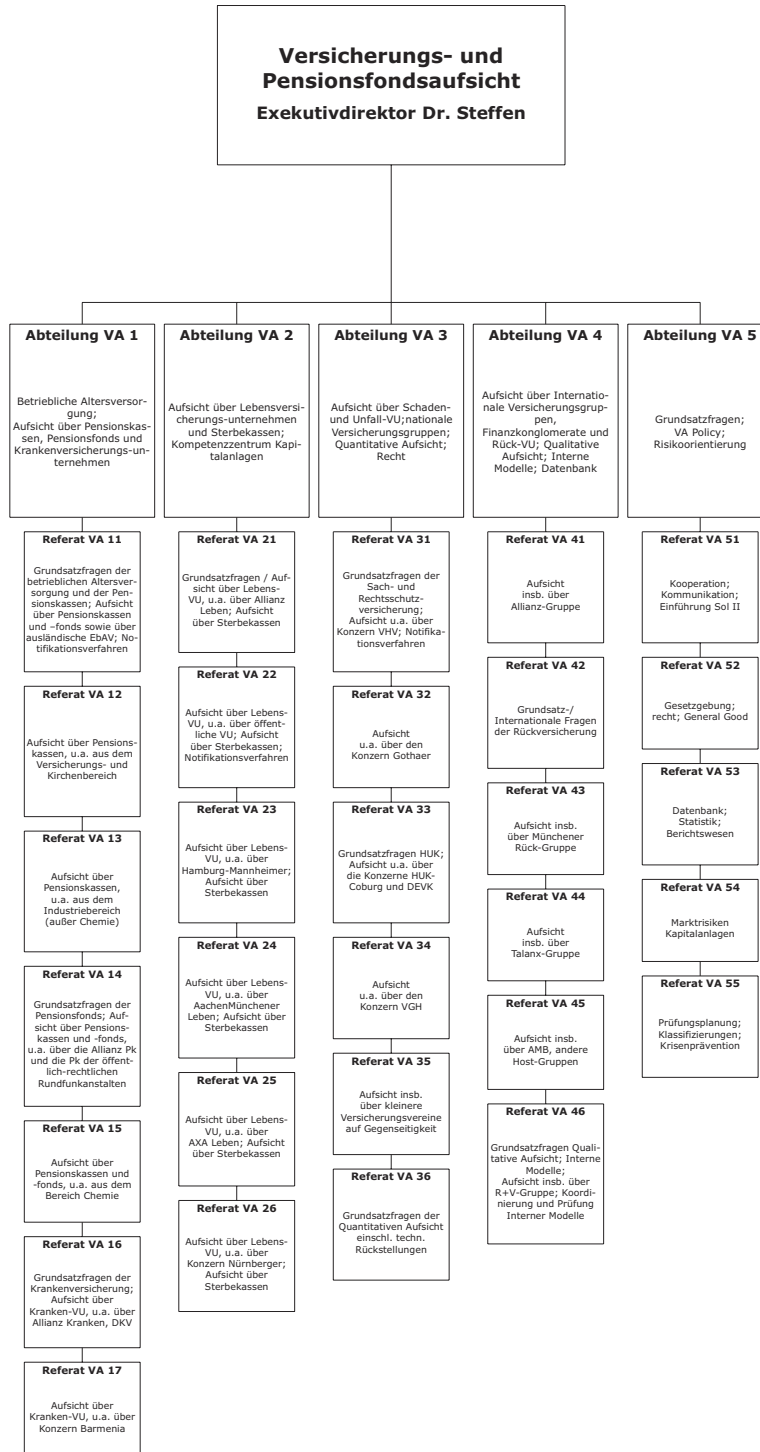 Versicherungs- und
Pensionsfondsaufsicht
Exekutivdirektor Dr. Steffen
Abteilung VA 1
Betriebliche Altersversor-
gung;
Aufsicht über Pensionskas-
sen, Pensionsfonds und
Krankenversicherungs-un-
ternehmen
Referat VA 11
Grundsatzfragen der
betrieblichen Altersver-
sorgung und der Pen-
sionskassen; Aufsicht
über Pensionskassen
und –fonds sowie über
ausländische EbAV; No-
tifikationsverfahren
Referat VA 12
Aufsicht über Pensions-
kassen, u.a. aus dem
Versicherungs- und
Kirchenbereich
Referat VA 13
Aufsicht über
Pensionskassen,
u.a. aus dem
Industriebereich
(außer Chemie)
Referat VA 14
Grundsatzfragen der
Pensionsfonds; Auf-
sicht über Pensions-
kassen und -fonds,
u.a. über die Allianz Pk
und die Pk der öffent-
lich-rechtlichen
Rundfunkanstalten
Referat VA 15
Aufsicht über
Pensionskassen und
-fonds, u.a. aus dem
Bereich Chemie
Referat VA 16
Grundsatzfragen der
Krankenversicherung;
Aufsicht über
Kranken-VU, u.a. über
Allianz Kranken, DKV
Referat VA 17
Aufsicht über
Kranken-VU, u.a. über
Konzern Barmenia
Abteilung VA 2
Aufsicht über Lebensversi-
cherungs-unternehmen
und Sterbekassen;
Kompetenzzentrum Kapi-
talanlagen
Referat VA 21
Grundsatzfragen / Auf-
sicht über Lebens-
VU, u.a. über Allianz
Leben; Aufsicht
über Sterbekassen
Referat VA 22
Aufsicht über Lebens-
VU, u.a. über öffent-
liche VU; Aufsicht
über Sterbekassen;
Notifikationsverfahren
Referat VA 23
Aufsicht über Lebens-
VU, u.a. über
Hamburg-Mannheimer;
Aufsicht über
Sterbekassen
Referat VA 24
Aufsicht über Lebens-
VU, u.a. über
AachenMünchener
Leben; Aufsicht über
Sterbekassen
Referat VA 25
Aufsicht über Lebens-
VU, u.a. über
AXA Leben; Aufsicht
über Sterbekassen
Referat VA 26
Aufsicht über Lebens-
VU, u.a. über
Konzern Nürnberger;
Aufsicht über
Sterbekassen
Abteilung VA 3
Aufsicht über Schaden-
und Unfall-VU;nationale
Versicherungsgruppen;
Quantitative Aufsicht;
Recht
Referat VA 31
Grundsatzfragen der
Sach- und
Rechtsschutz-
versicherung;
Aufsicht u.a. über
Konzern VHV; Notifika-
tionsverfahren
Referat VA 32
Aufsicht
u.a. über den
Konzern Gothaer
Referat VA 33
Grundsatzfragen HUK;
Aufsicht u.a. über
die Konzerne HUK-
Coburg und DEVK
Referat VA 34
Aufsicht
u.a. über den
Konzern VGH
Referat VA 35
Aufsicht insb.
über kleinere
Versicherungsvereine
auf Gegenseitigkeit
Referat VA 36
Grundsatzfragen der
Quantitativen Aufsicht
einschl. techn.
Rückstellungen
Abteilung VA 4
Aufsicht über Internatio-
nale Versicherungsgrup-
pen,
Finanzkonglomerate und
Rück-VU; Qualitative
Aufsicht; Interne
Modelle; Datenbank
Referat VA 41
Aufsicht
insb. über
Allianz-Gruppe
Referat VA 42
Grundsatz-/
Internationale Fragen
der Rückversicherung
Referat VA 43
Aufsicht insb.
über Münchener
Rück-Gruppe
Referat VA 44
Aufsicht
insb. über
Talanx-Gruppe
Referat VA 45
Aufsicht insb.
über AMB, andere
Host-Gruppen
Referat VA 46
Grundsatzfragen Quali-
tative Aufsicht; Interne
Modelle;
Aufsicht insb. über
R+V-Gruppe; Koordi-
nierung und Prüfung
Interner Modelle
Abteilung VA 5
Grundsatzfragen;
VA Policy;
Risikoorientierung
Referat VA 51
Kooperation;
Kommunikation;
Einführung Sol II
Referat VA 52
Gesetzgebung;
recht; General Good
Referat VA 53
Datenbank;
Statistik;
Berichtswesen
Referat VA 54
Marktrisiken
Kapitalanlagen
Referat VA 55
Prüfungsplanung;
Klassifizierungen;
Krisenprävention